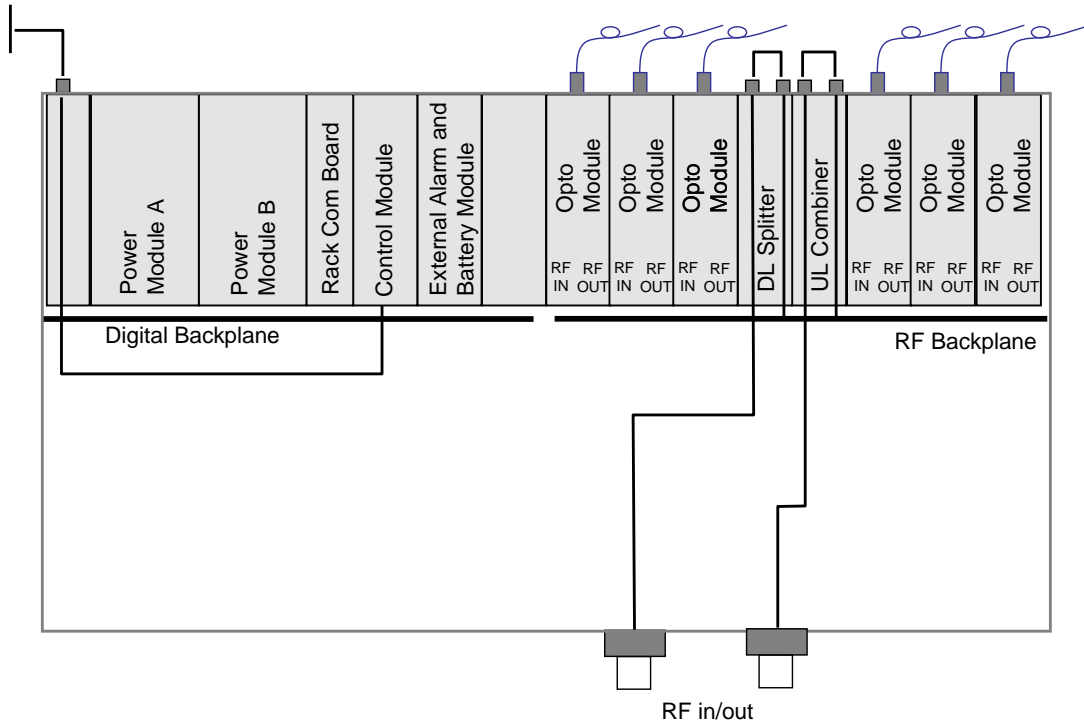 Power
Module A
Power
Module B
Rack Com Board
Control Module
External Alarm and
Battery Module
Opto
Module
RF IN
RF OUT
Opto
Module
RF IN
RF OUT
Opto
Module
RF IN
RF OUT
DL Splitter
UL Combiner
Opto
Module
RF IN
RF OUT
Opto
Module
RF IN
RF OUT
Opto
Module
RF IN
RF OUT
Digital Backplane
RF Backplane
RF in/out